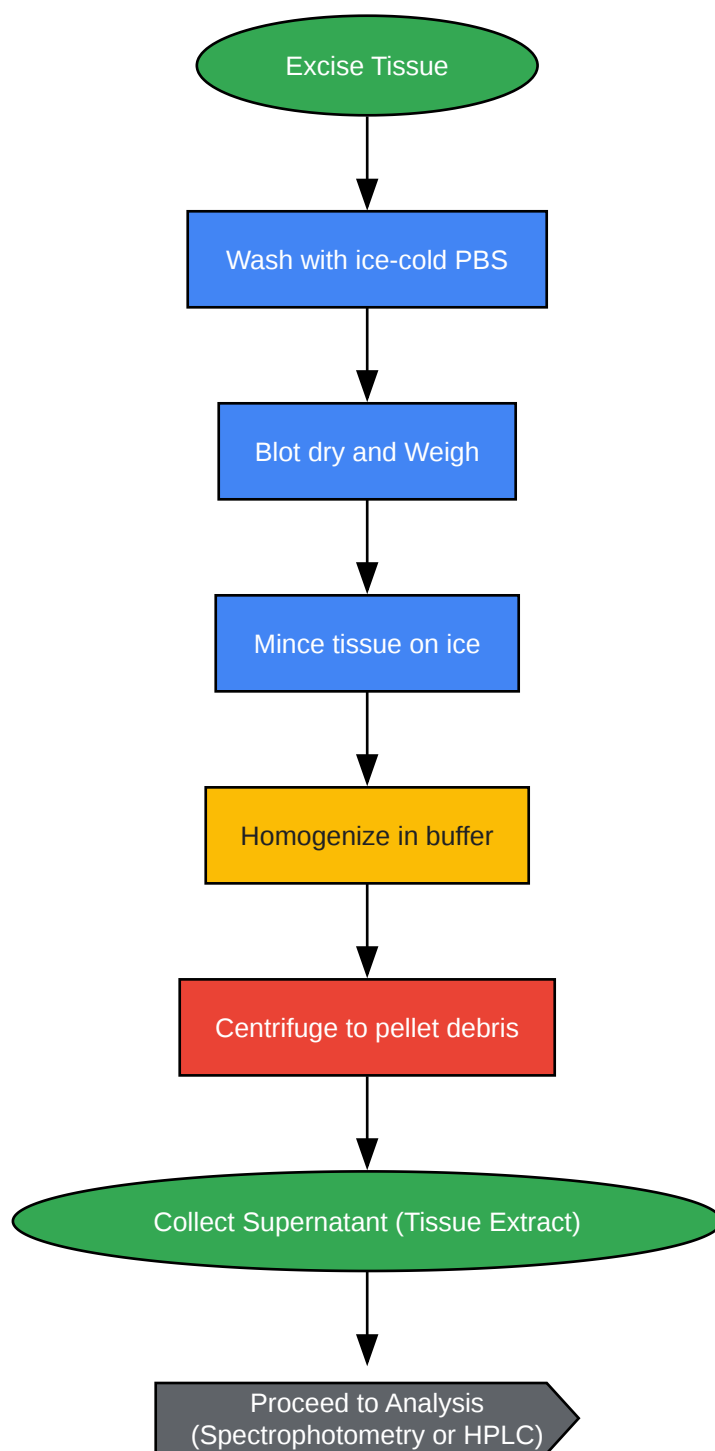 Excise Tissue
Wash with ice-cold PBS
Blot dry and Weigh
Mince tissue on ice
Homogenize in buffer
Centrifuge to pellet debris
Collect Supernatant (Tissue Extract)
Proceed to Analysis
(Spectrophotometry or HPLC)